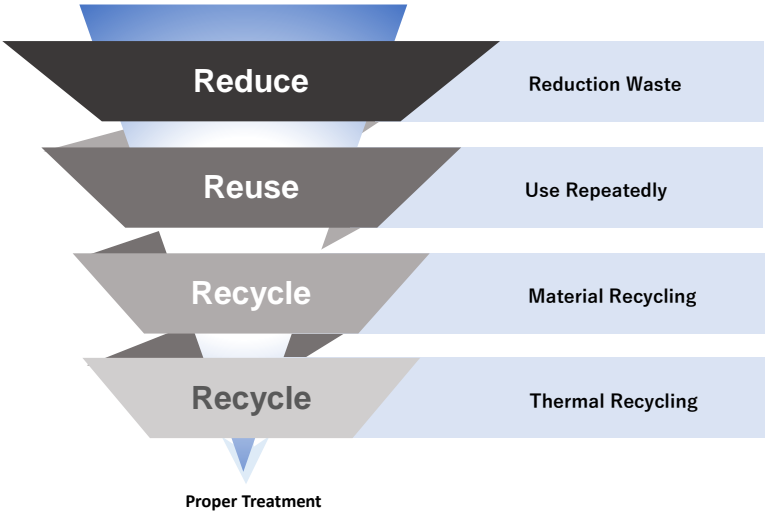 Reduce
Reduction Waste
Reuse
Use Repeatedly
Recycle
Material Recycling
Recycle
Thermal Recycling
Proper Treatment